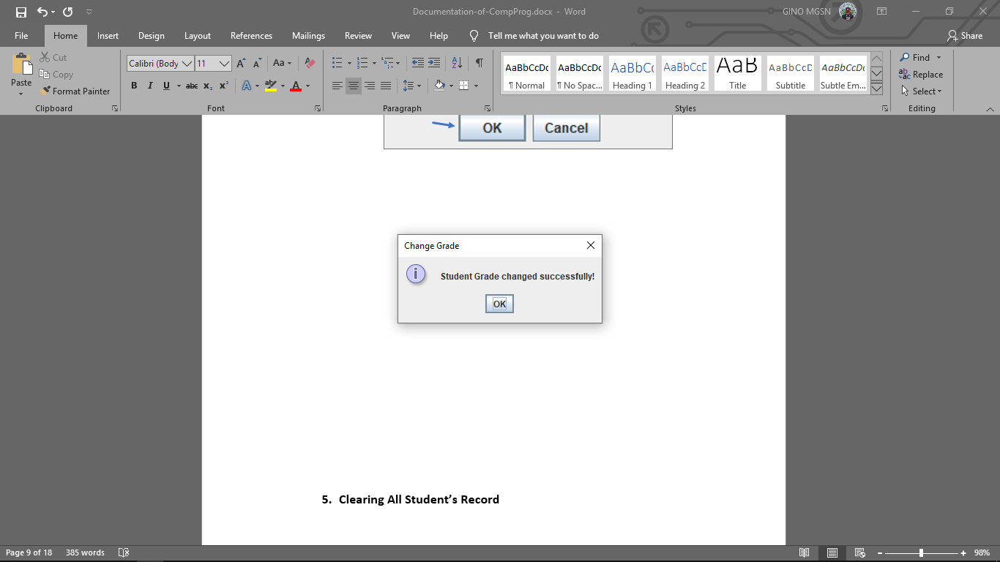 Documentation-of-CompProg.docx - Word
GINO MGSN
File Home Insert Design Layout References Mailings Review View Help Tell me what you want to do Share
Paste
Cut
Copy
Format Painter
Clipboard
Calibri (Body 11
Aa
B I U abc x₂ x² A aby A
Font
A Z ¶
Paragraph
AaBbCcDc AaBbCcDc AaBbCc AaBbCcD AaB AaBbCcD AaBbCcDc
¶ Normal ¶ No Spac... Heading 1 Heading 2 Title Subtitle Subtle Em...
Styles
Find
Replace
Select
Editing
OK Cancel
Change Grade
Student Grade changed successfully!
OK
5. Clearing All Student’s Record
Page 9 of 18 385 words 98%